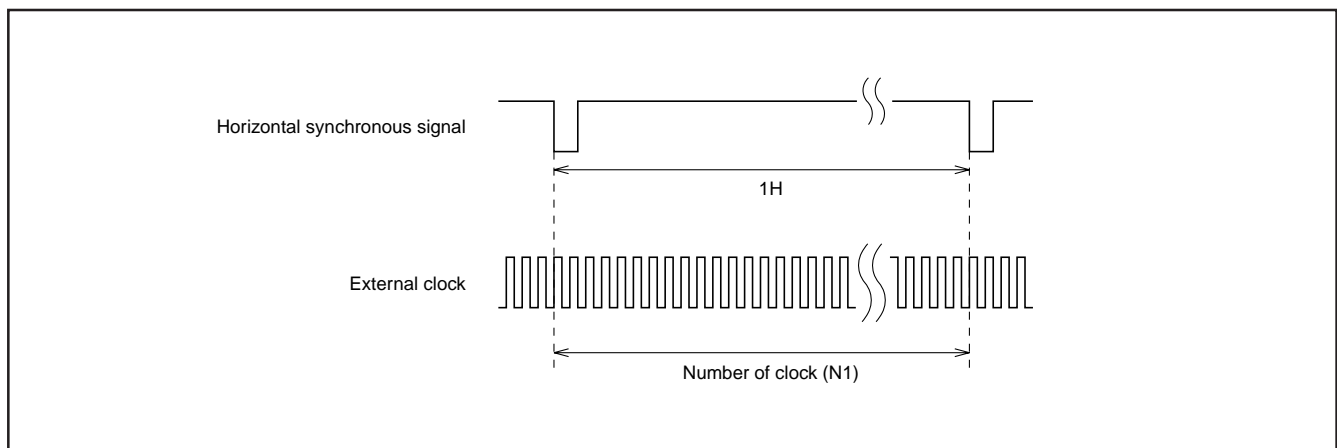 Horizontal synchronous signal
1H
External clock
Number of clock (N1)